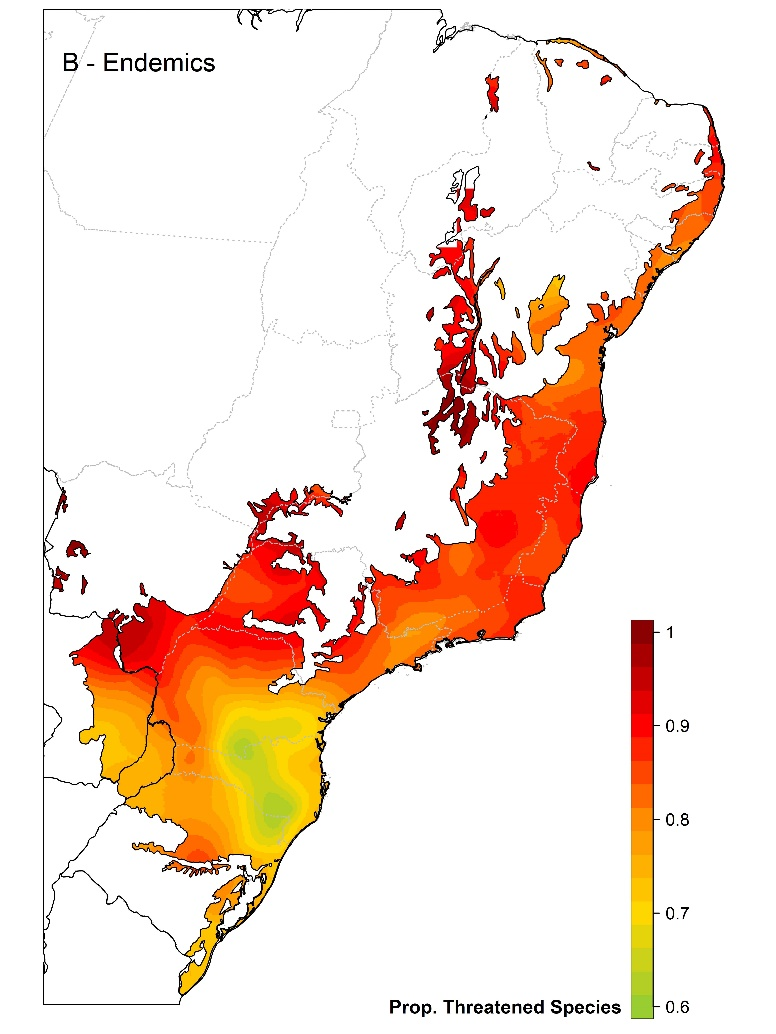 B - Endemics
1
0.9
0.8
0.7
0.6
Prop. Threatened Species